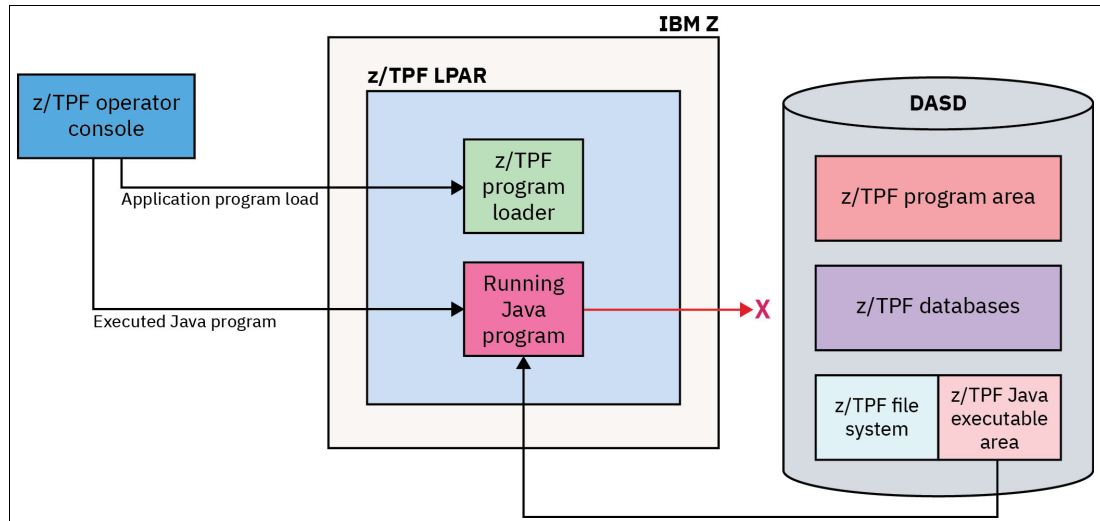 IBM Z
z/TPF LPAR
z/TPF operator
console
z/TPF
program
loader
Application program load
Running
Java
program
Executed Java program
X
DASD
z/TPF program area
z/TPF databases
z/TPF file
system
z/TPF Java
executable
area